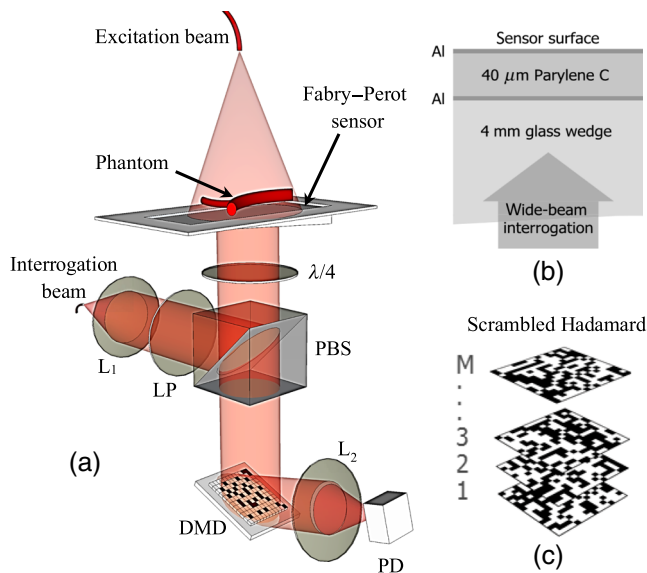 Excitation beam
Fabry–Perot
sensor
Phantom
Interrogation
beam
λ/4
L1
LP
PBS
(a)
L2
DMD
PD
Sensor surface
Al
40 μm Parylene C
Al
4 mm glass wedge
Wide-beam
interrogation
(b)
Scrambled Hadamard
M
.
.
.
3
2
1
(c)